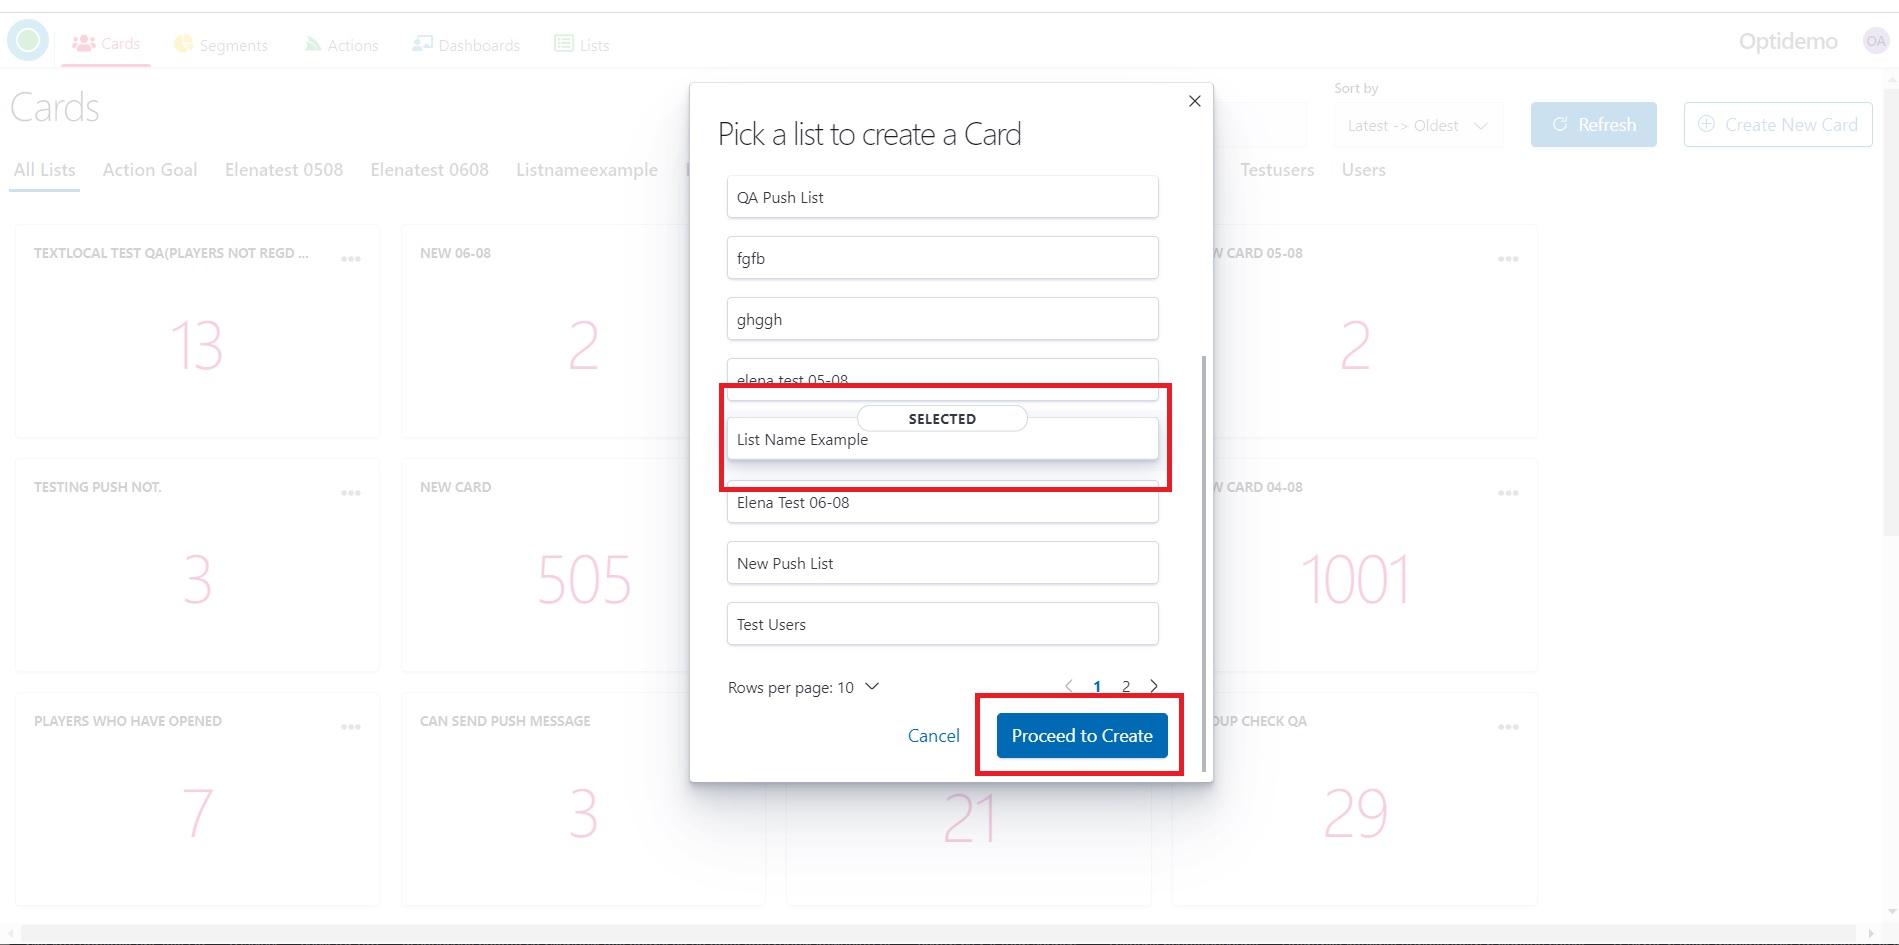 Cards
Segments
Actions
Dashboards
Lists
Optidemo
OA
Cards
Sort by
Latest -> Oldest
Refresh
Create New Card
All Lists
Action Goal
Elenatest 0508
Elenatest 0608
Listnameexample
Testusers
Users
TEXTLOCAL TEST QA(PLAYERS NOT REGD ...
13
NEW 06-08
2
CARD 05-08
2
TESTING PUSH NOT.
3
NEW CARD
505
CARD 04-08
1001
PLAYERS WHO HAVE OPENED
7
CAN SEND PUSH MESSAGE
3
21
CHECK QA
29
Pick a list to create a Card
QA Push List
fgfb
ghggh
elena test 05-08
SELECTED
List Name Example
Elena Test 06-08
New Push List
Test Users
Rows per page: 10
1 2
Cancel
Proceed to Create